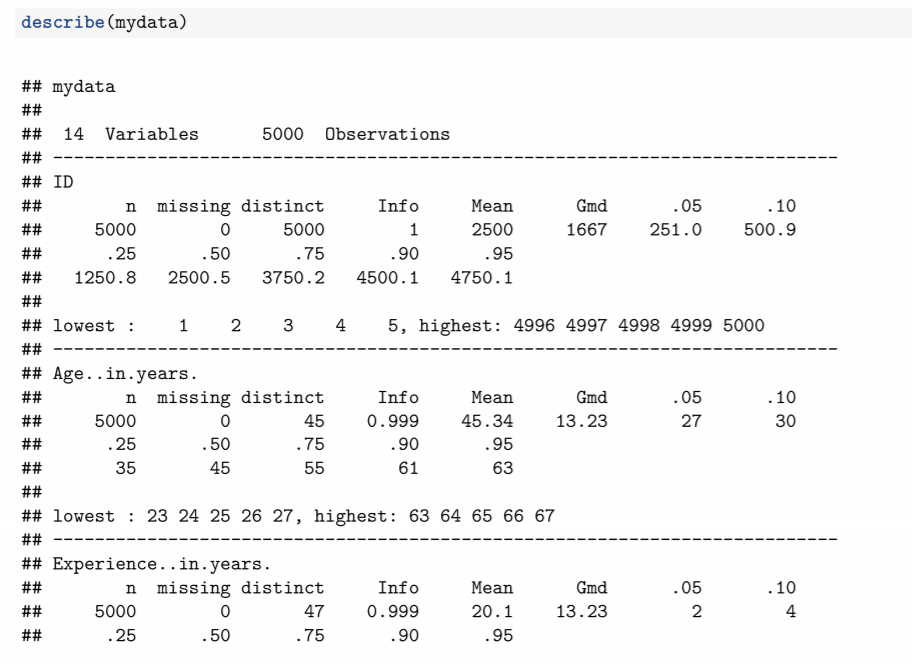 describe(mydata)
## mydata
##
##  14  Variables      5000  Observations
## ---------------------------------------------------------------------------
## ID
##        n  missing distinct     Info     Mean      Gmd      .05      .10
##     5000        0     5000        1     2500     1667    251.0    500.9
##      .25      .50      .75      .90      .95
##   1250.8   2500.5   3750.2   4500.1   4750.1
##
## lowest :    1    2    3    4    5, highest: 4996 4997 4998 4999 5000
## ---------------------------------------------------------------------------
## Age..in.years.
##        n  missing distinct     Info     Mean      Gmd      .05      .10
##     5000        0       45    0.999    45.34    13.23       27       30
##      .25      .50      .75      .90      .95
##       35       45       55       61       63
##
## lowest : 23 24 25 26 27, highest: 63 64 65 66 67
## ---------------------------------------------------------------------------
## Experience..in.years.
##        n  missing distinct     Info     Mean      Gmd      .05      .10
##     5000        0       47    0.999     20.1    13.23        2        4
##      .25      .50      .75      .90      .95